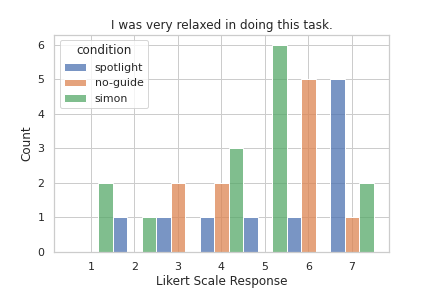 I was very relaxed in doing this task.
condition
spotlight
no-guide
simon
6
5
4
3
2
1
0
Count
1 2 3 4 5 6 7
Likert Scale Response